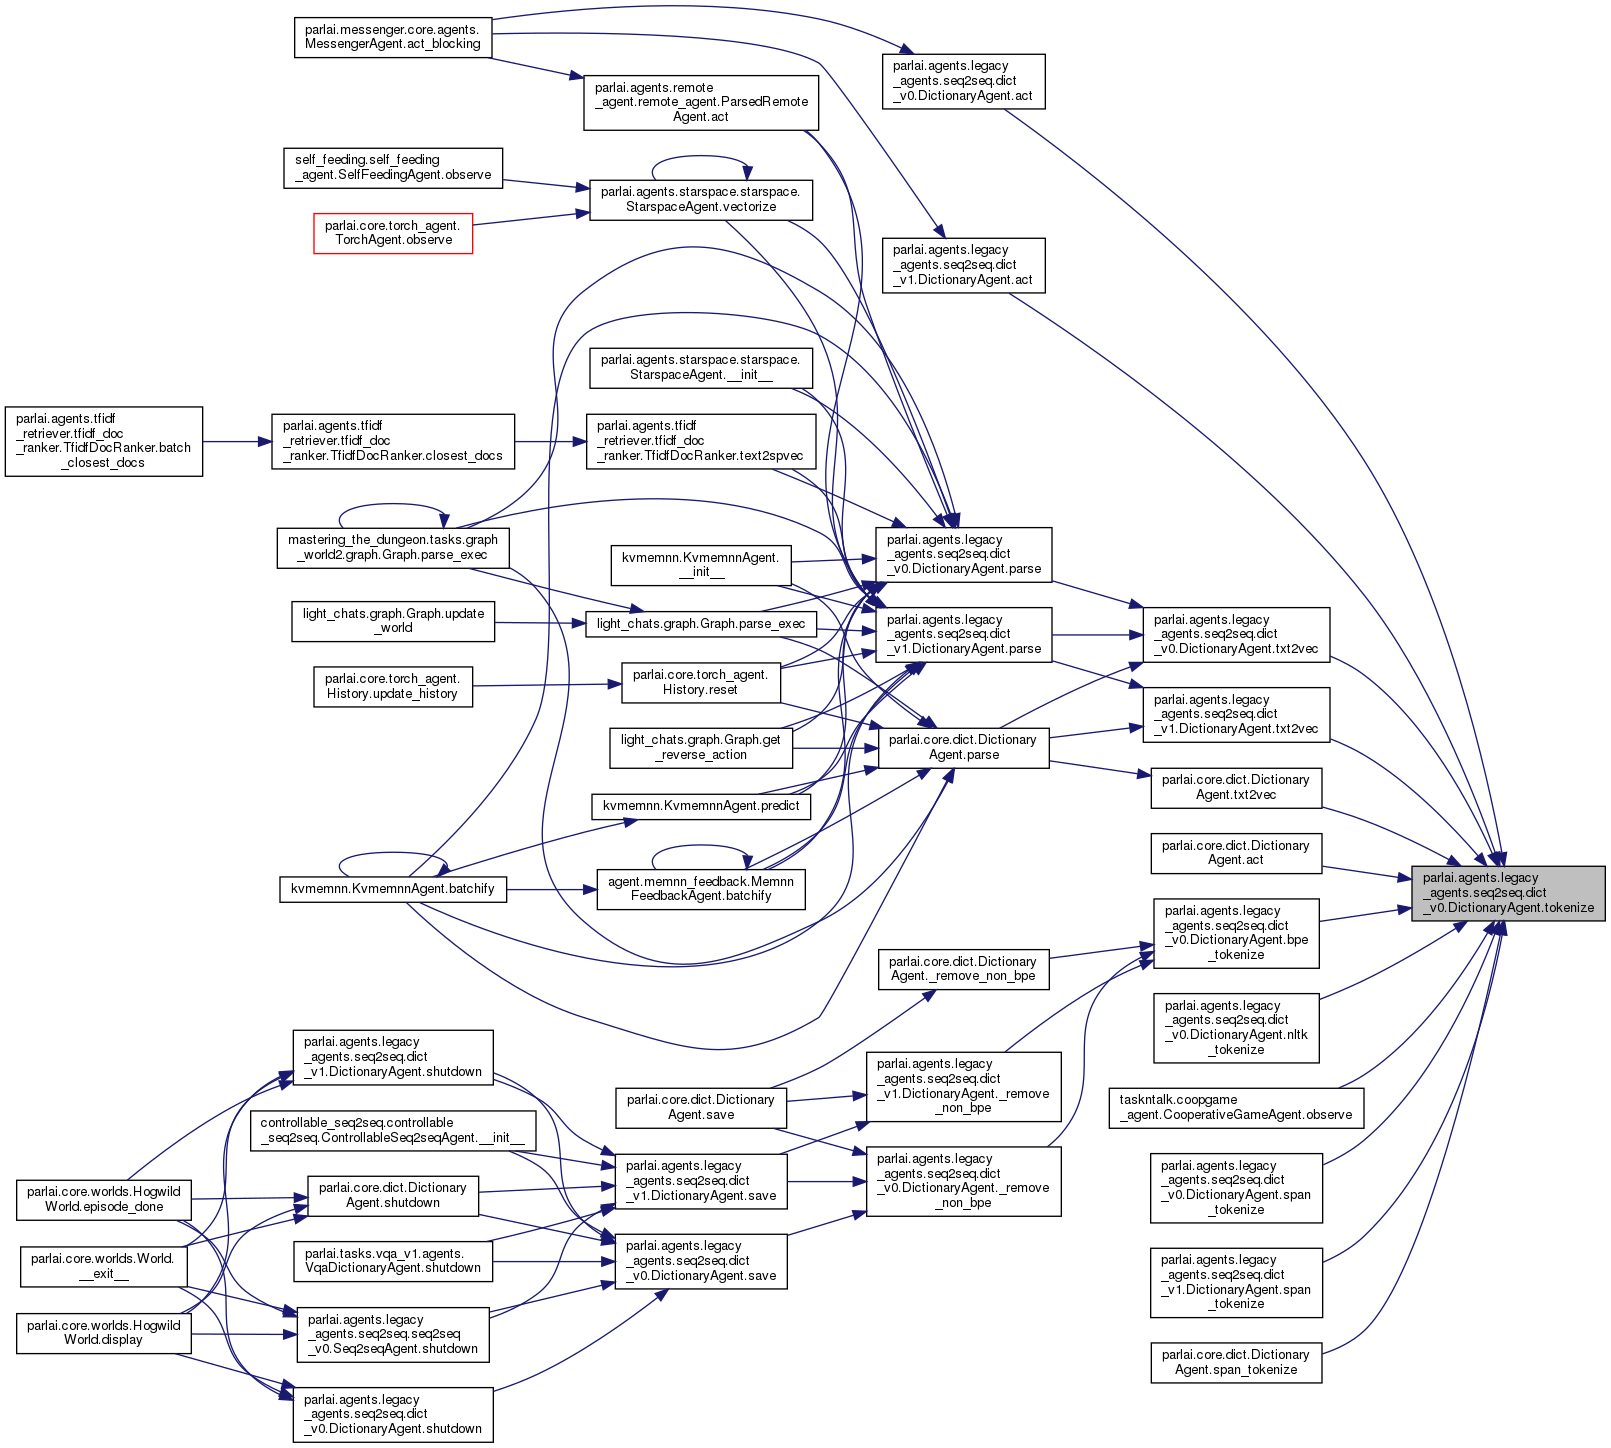 parlai.messenger.core.agents.
MessengerAgent.act_blocking
parlai.agents.legacy
_agents.seq2seq.dict
_v0.DictionaryAgent.act
parlai.agents.remote
_agent.remote_agent.ParsedRemote
Agent.act
self_feeding.self_feeding
_agent.SelfFeedingAgent.observe
parlai.agents.starspace.starspace.
StarspaceAgent.vectorize
parlai.core.torch_agent.
TorchAgent.observe
parlai.agents.legacy
_agents.seq2seq.dict
_v1.DictionaryAgent.act
parlai.agents.starspace.starspace.
StarspaceAgent.__init__
parlai.agents.tfidf
_retriever.tfidf_doc
_ranker.TfidfDocRanker.batch
_closest_docs
parlai.agents.tfidf
_retriever.tfidf_doc
_ranker.TfidfDocRanker.closest_docs
parlai.agents.tfidf
_retriever.tfidf_doc
_ranker.TfidfDocRanker.text2spvec
mastering_the_dungeon.tasks.graph
_world2.graph.Graph.parse_exec
kvmemnn.KvmemnnAgent.
__init__
parlai.agents.legacy
_agents.seq2seq.dict
_v0.DictionaryAgent.parse
light_chats.graph.Graph.update
_world
light_chats.graph.Graph.parse_exec
parlai.agents.legacy
_agents.seq2seq.dict
_v1.DictionaryAgent.parse
parlai.agents.legacy
_agents.seq2seq.dict
_v0.DictionaryAgent.txt2vec
parlai.core.torch_agent.
History.update_history
parlai.core.torch_agent.
History.reset
parlai.agents.legacy
_agents.seq2seq.dict
_v1.DictionaryAgent.txt2vec
light_chats.graph.Graph.get
_reverse_action
parlai.core.dict.Dictionary
Agent.parse
parlai.core.dict.Dictionary
Agent.txt2vec
kvmemnn.KvmemnnAgent.predict
parlai.core.dict.Dictionary
Agent.act
kvmemnn.KvmemnnAgent.batchify
agent.memnn_feedback.Memnn
FeedbackAgent.batchify
parlai.agents.legacy
_agents.seq2seq.dict
_v0.DictionaryAgent.tokenize
parlai.agents.legacy
_agents.seq2seq.dict
_v0.DictionaryAgent.bpe
_tokenize
parlai.core.dict.Dictionary
Agent._remove_non_bpe
parlai.agents.legacy
_agents.seq2seq.dict
_v0.DictionaryAgent.nltk
_tokenize
parlai.agents.legacy
_agents.seq2seq.dict
_v1.DictionaryAgent.shutdown
parlai.agents.legacy
_agents.seq2seq.dict
_v1.DictionaryAgent._remove
_non_bpe
parlai.core.dict.Dictionary
Agent.save
taskntalk.coopgame
_agent.CooperativeGameAgent.observe
controllable_seq2seq.controllable
_seq2seq.ControllableSeq2seqAgent.__init__
parlai.agents.legacy
_agents.seq2seq.dict
_v0.DictionaryAgent._remove
_non_bpe
parlai.agents.legacy
_agents.seq2seq.dict
_v0.DictionaryAgent.span
_tokenize
parlai.core.worlds.Hogwild
World.episode_done
parlai.core.dict.Dictionary
Agent.shutdown
parlai.agents.legacy
_agents.seq2seq.dict
_v1.DictionaryAgent.save
parlai.core.worlds.World.
__exit__
parlai.tasks.vqa_v1.agents.
VqaDictionaryAgent.shutdown
parlai.agents.legacy
_agents.seq2seq.dict
_v0.DictionaryAgent.save
parlai.agents.legacy
_agents.seq2seq.dict
_v1.DictionaryAgent.span
_tokenize
parlai.core.worlds.Hogwild
World.display
parlai.agents.legacy
_agents.seq2seq.seq2seq
_v0.Seq2seqAgent.shutdown
parlai.core.dict.Dictionary
Agent.span_tokenize
parlai.agents.legacy
_agents.seq2seq.dict
_v0.DictionaryAgent.shutdown